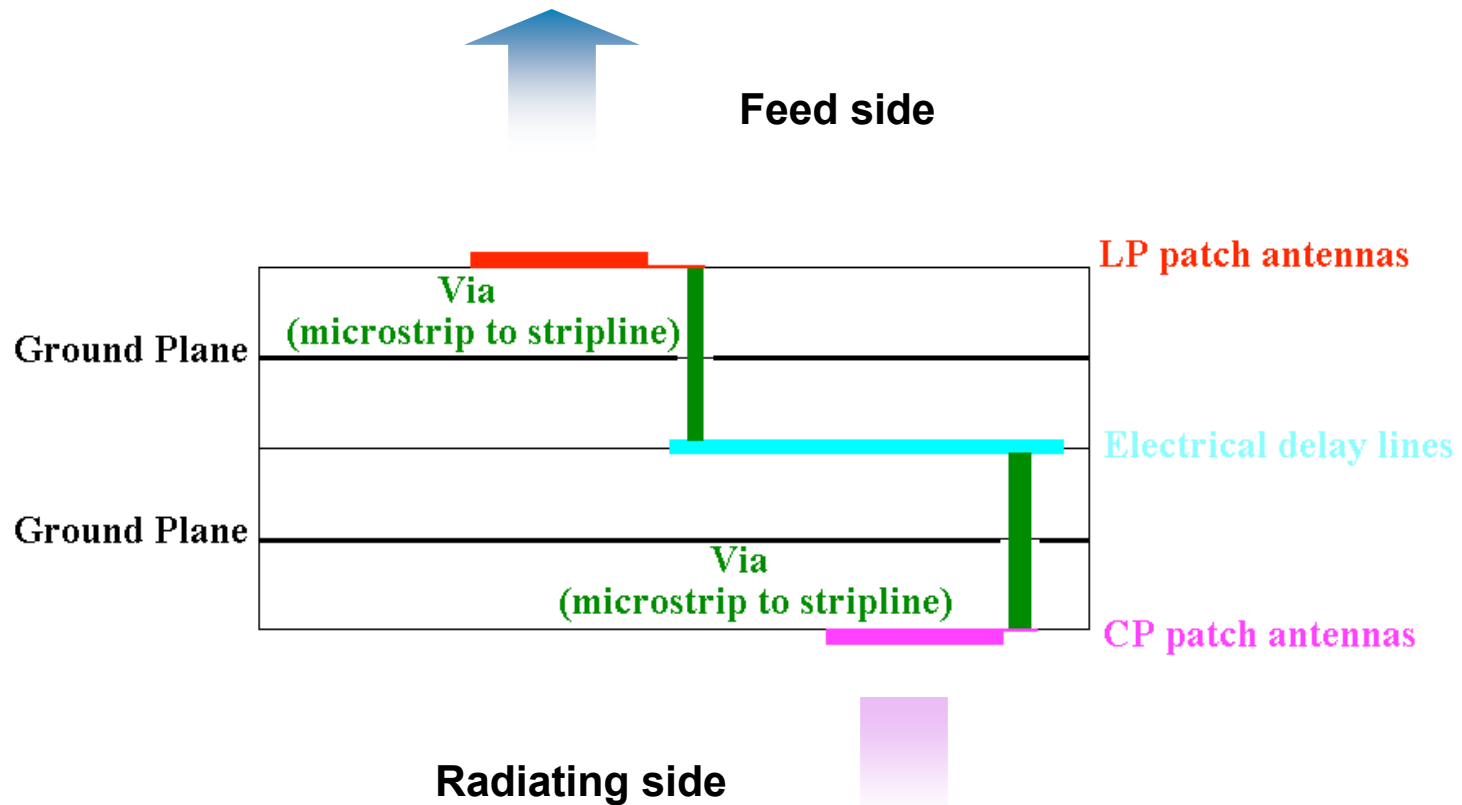 Feed side
LP patch antennas
Via
(microstrip to stripline)
Ground Plane
Electrical delay lines
Ground Plane
Via
(microstrip to stripline)
CP patch antennas
Radiating side